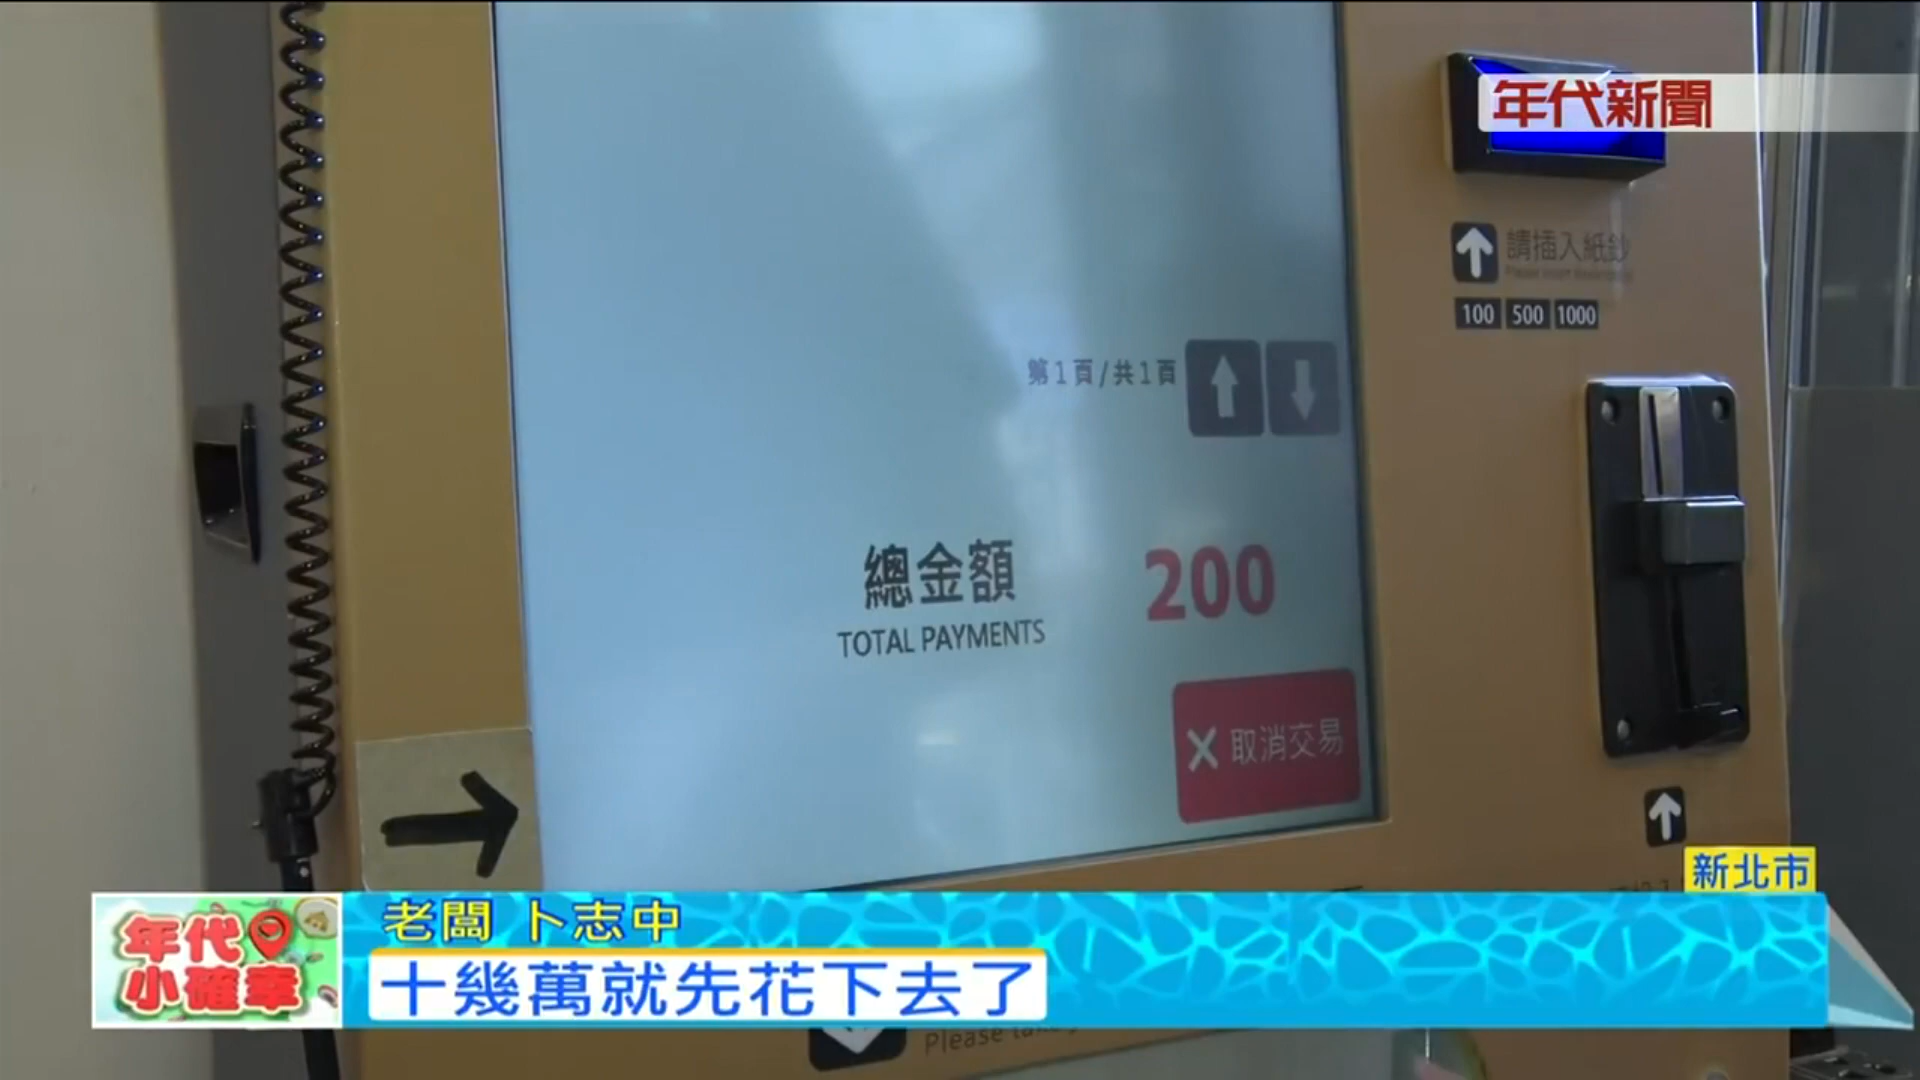 年代新聞
請插入紙鈔
100 500 1000
第1頁/共1頁
總金額 200
TOTAL PAYMENTS
取消交易
新北市
年代
小確幸
老闆 卜志中
十幾萬就先花下去了
Please